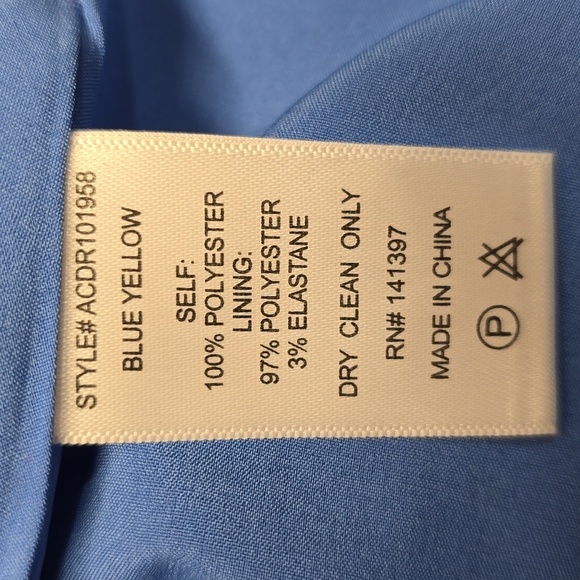 STYLE# ACDR101958
BLUE YELLOW
SELF:
100% POLYESTER
LINING:
97% POLYESTER
3% ELASTANE
DRY CLEAN ONLY
RN# 141397
MADE IN CHINA
P